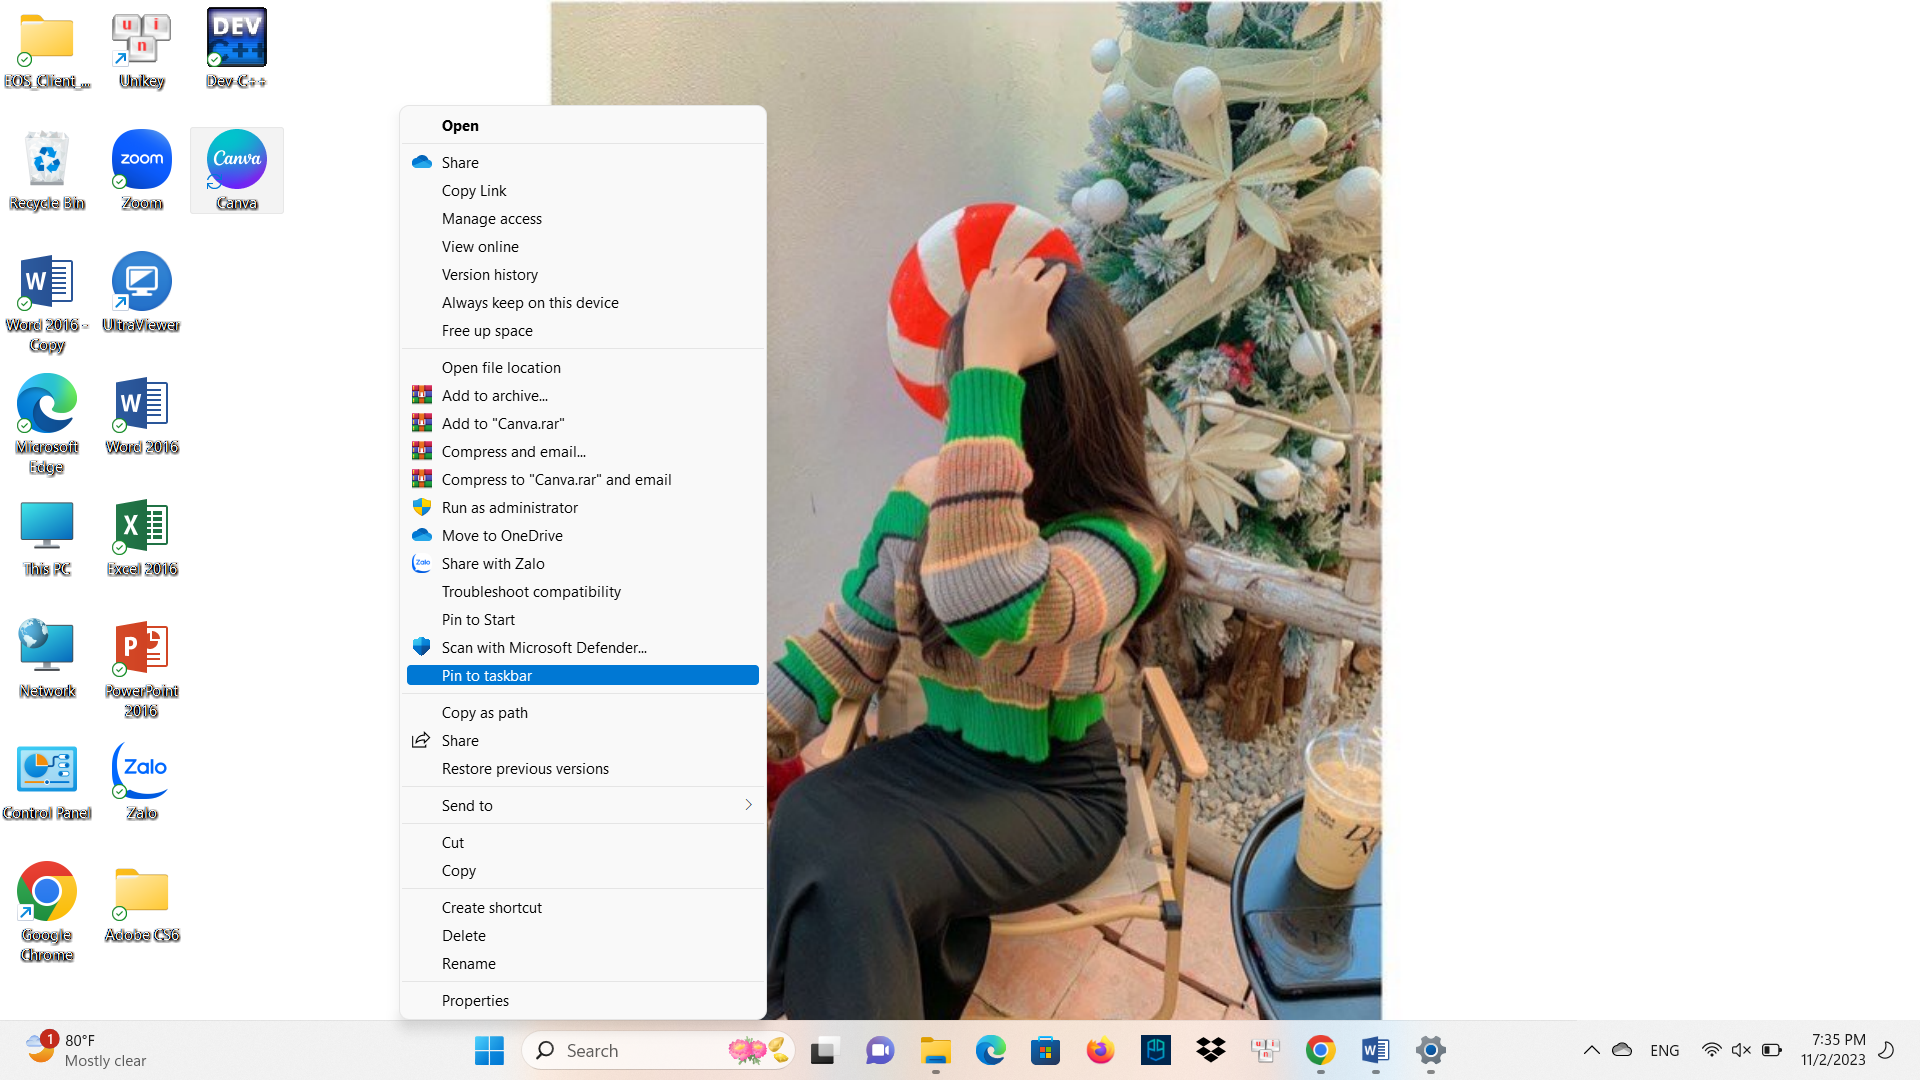 EOS_Client_...
u i
n
Unikey
DEV
C++
Dev-C++
Recycle Bin
zoom
Zoom
Canva
Canva
W
Word 2016 -
Copy
UltraViewer
Microsoft
Edge
W
Word 2016
This PC
X
Excel 2016
Network
P
PowerPoint
2016
Control Panel
Zalo
Zalo
Google
Chrome
Adobe CS6
Open
Share
Copy Link
Manage access
View online
Version history
Always keep on this device
Free up space
Open file location
Add to archive...
Add to "Canva.rar"
Compress and email...
Compress to "Canva.rar" and email
Run as administrator
Move to OneDrive
Zalo
Share with Zalo
Troubleshoot compatibility
Pin to Start
Scan with Microsoft Defender...
Pin to taskbar
Copy as path
Share
Restore previous versions
Send to
Cut
Copy
Create shortcut
Delete
Rename
Properties
1
80°F
Mostly clear
Search
u i
n
W
ENG
7:35 PM
11/2/2023